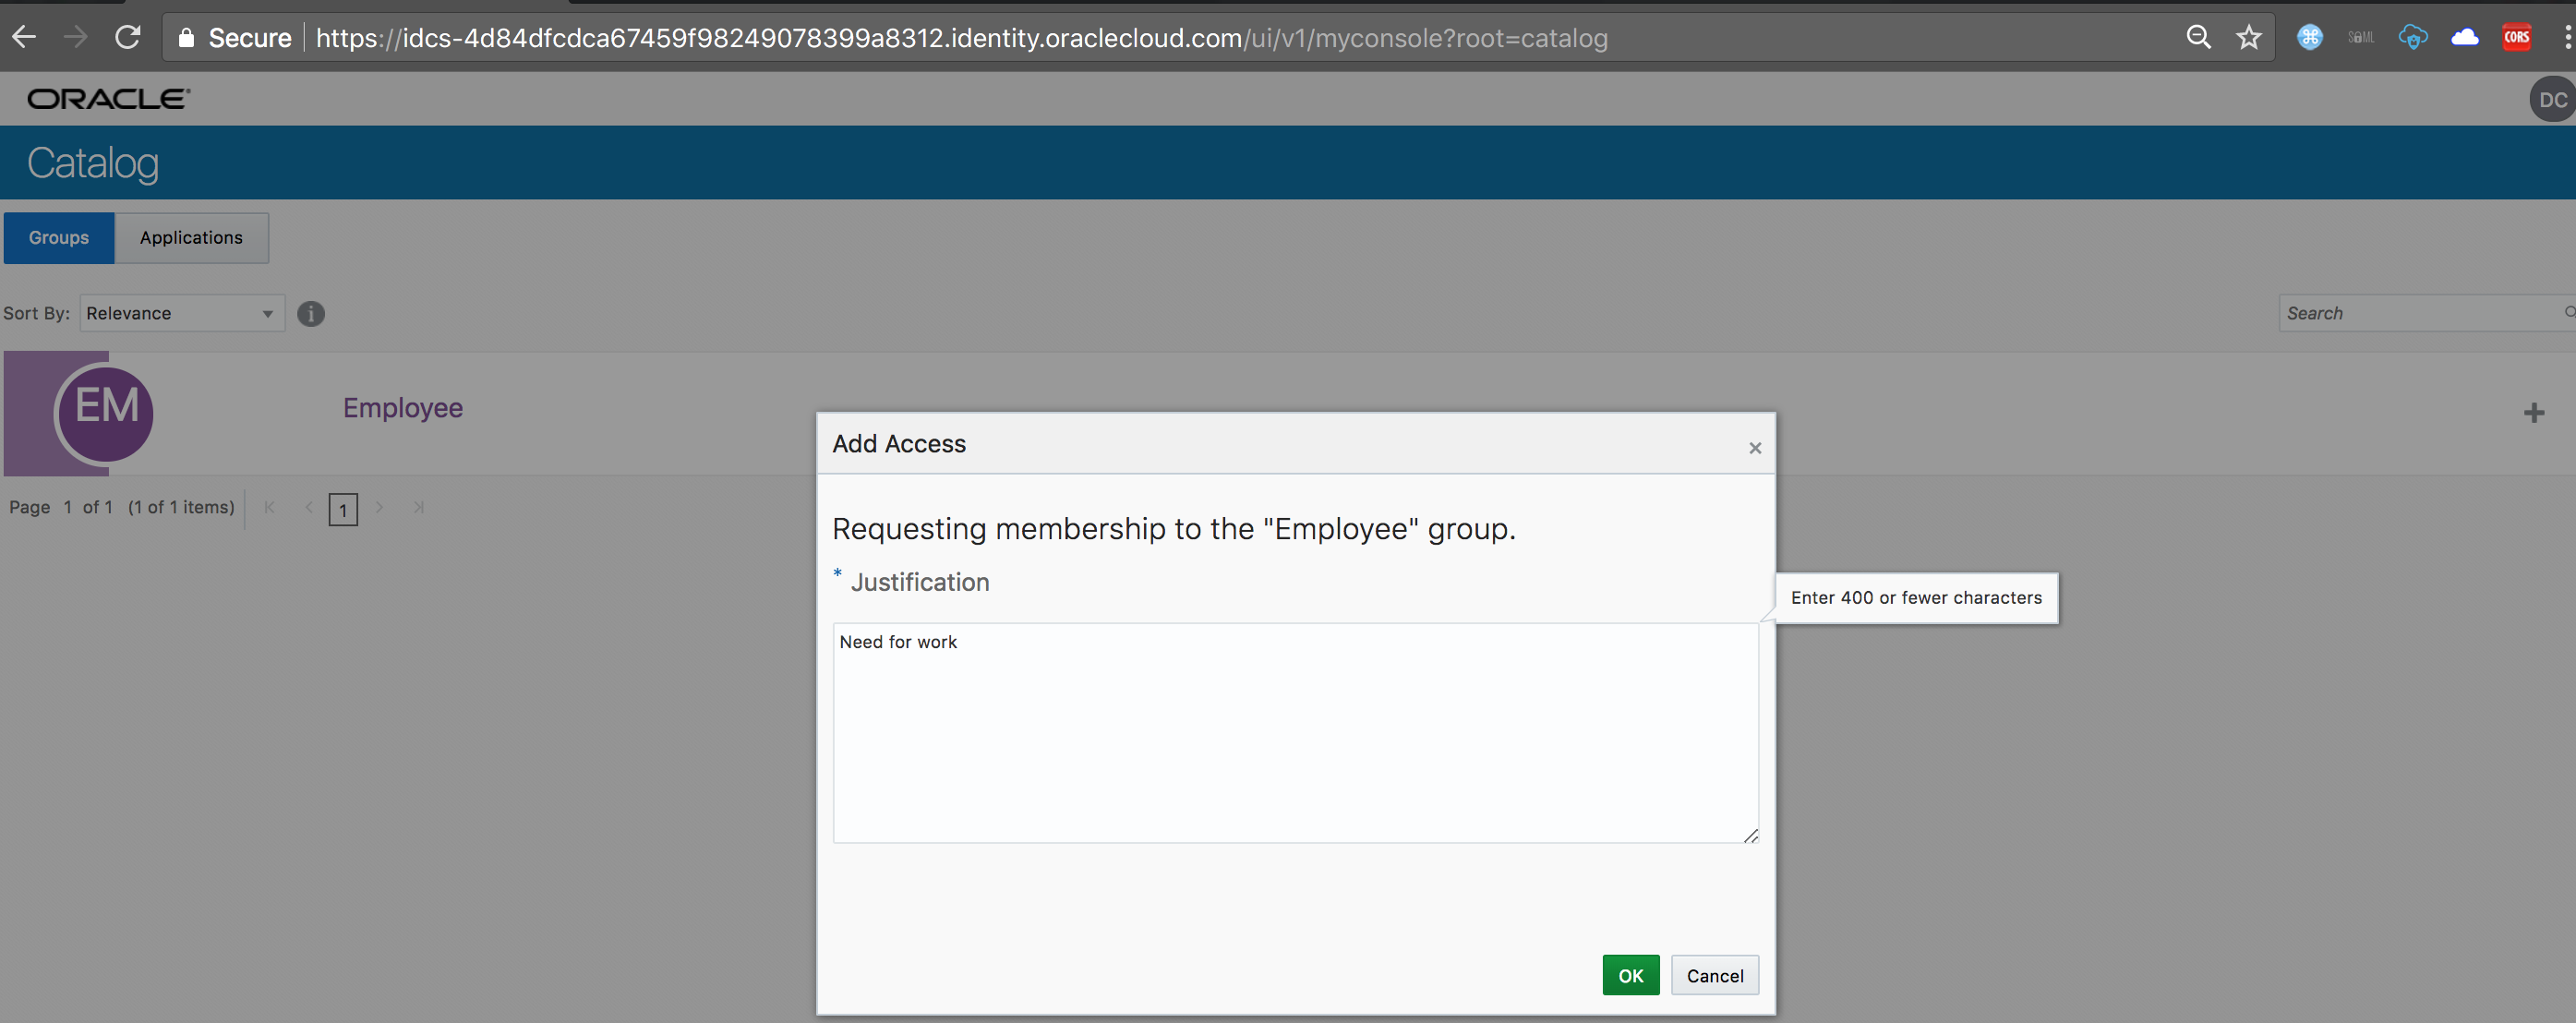 Secure https://idcs-4d84dfcdca67459f98249078399a8312.identity.oraclecloud.com/ui/v1/myconsole?root=catalog
SAML
CORS
ORACLE
DC
Catalog
Groups Applications
Sort By: Relevance
i
Search
EM
Employee
Add Access ×
Page 1 of 1 (1 of 1 items) 1
Requesting membership to the "Employee" group.
* Justification
Enter 400 or fewer characters
Need for work
OK Cancel